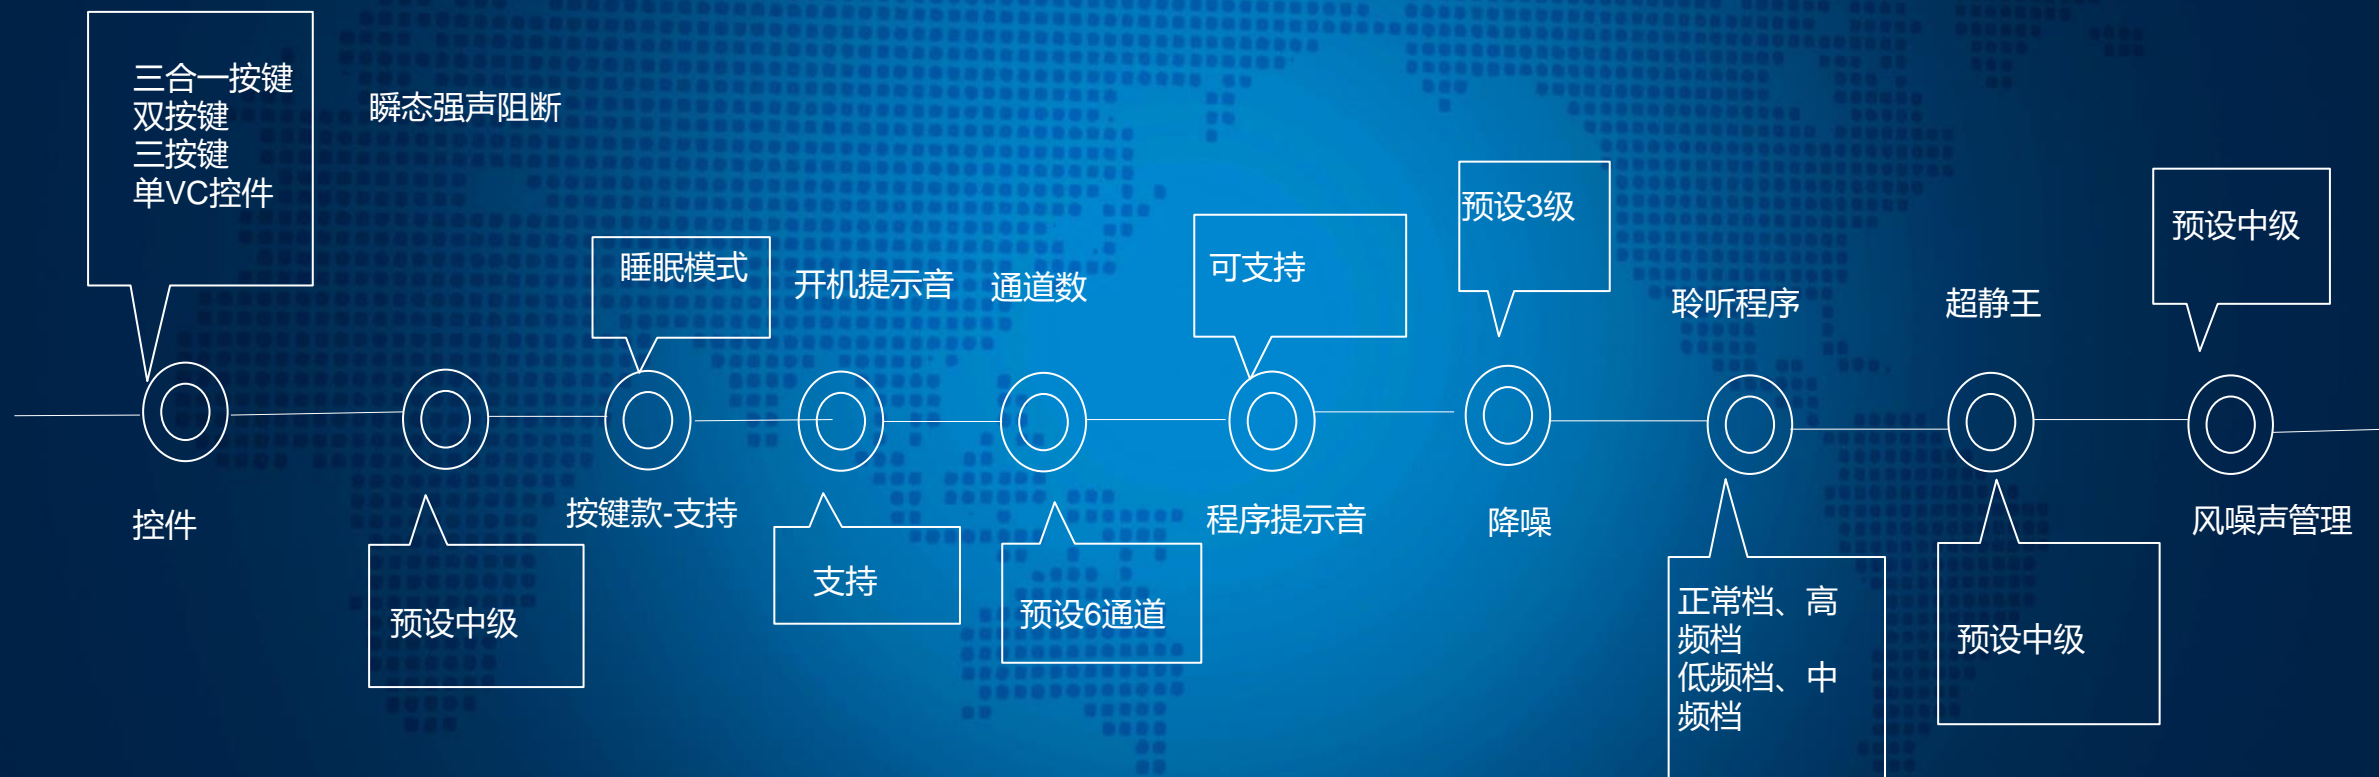 三合一按键
双按键
三按键
单VC控件
控件
瞬态强声阻断
预设中级
睡眠模式
按键款-支持
开机提示音
支持
通道数
预设6通道
可支持
程序提示音
预设3级
降噪
聆听程序
正常档、高
频档
低频档、中
频档
超静王
预设中级
预设中级
风噪声管理